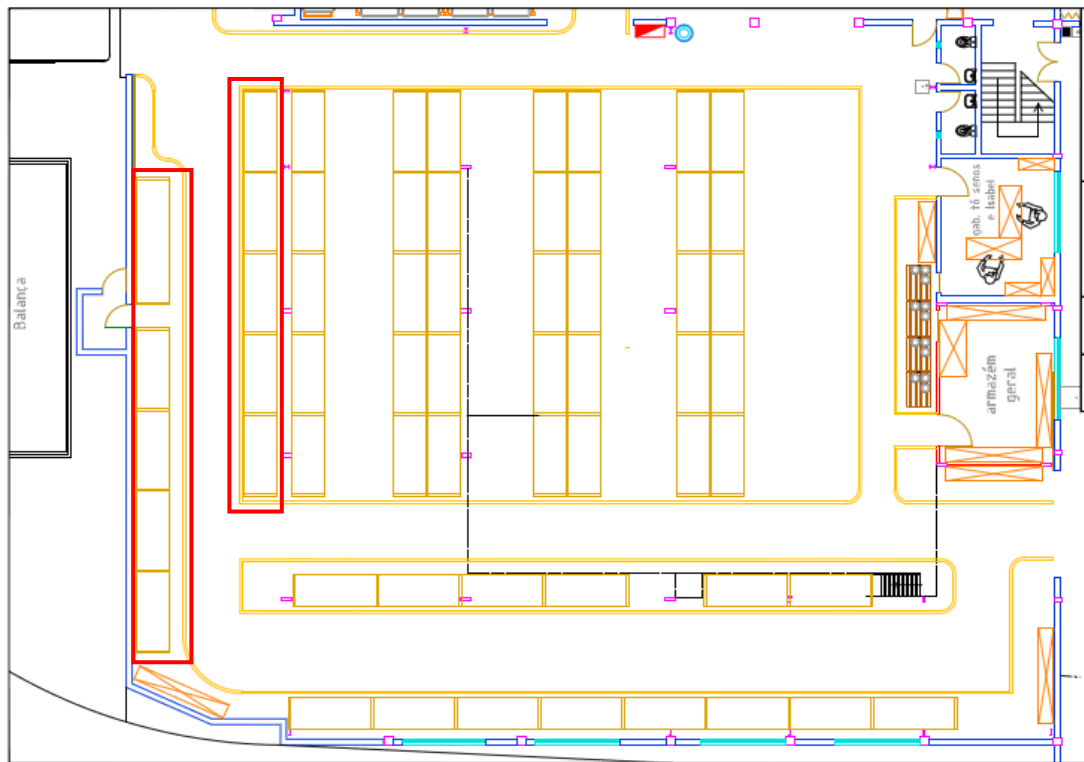 Balança
gab. tó senos
e Isabel
armazém
geral